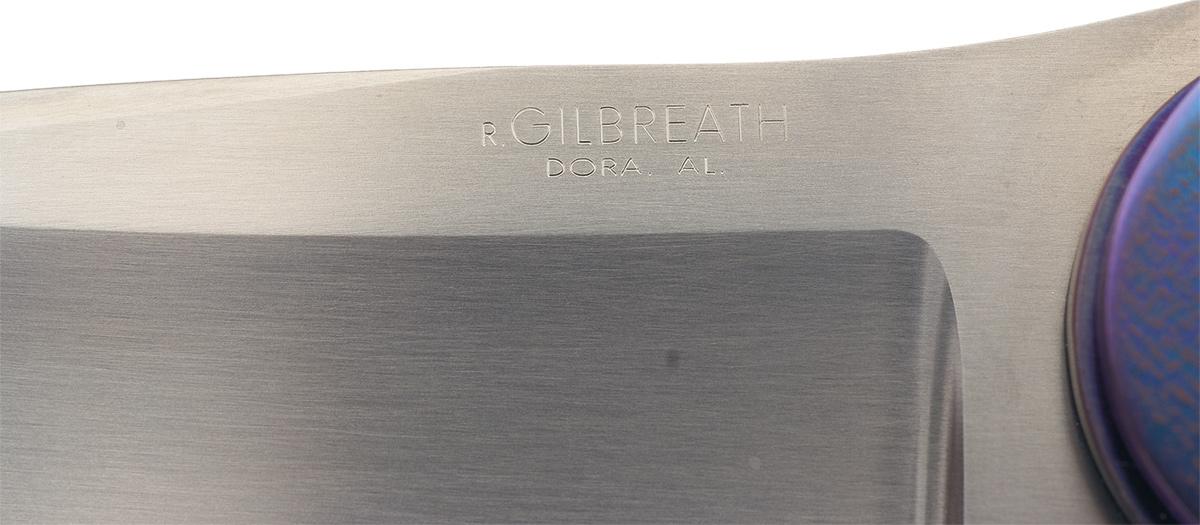 R. GILBREATH
DORA. AL.